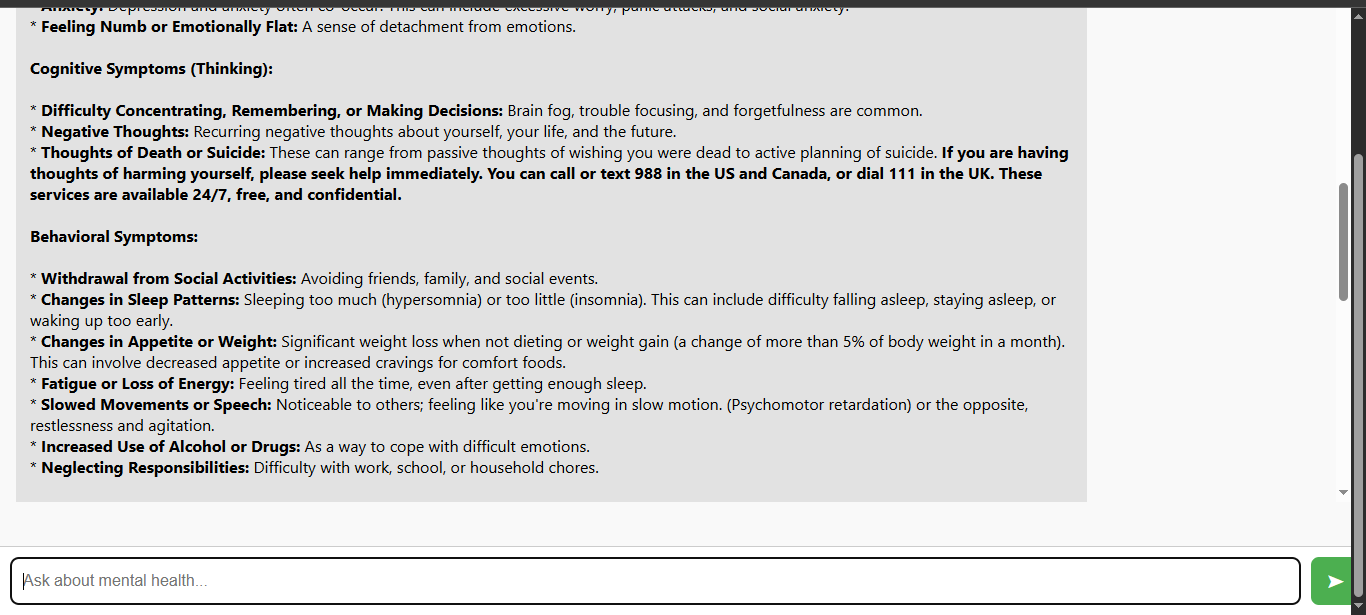 * Anxiety: Depression and anxiety often co-occur. This can include excessive worry, panic attacks, and social anxiety.
* Feeling Numb or Emotionally Flat: A sense of detachment from emotions.
Cognitive Symptoms (Thinking):
* Difficulty Concentrating, Remembering, or Making Decisions: Brain fog, trouble focusing, and forgetfulness are common.
* Negative Thoughts: Recurring negative thoughts about yourself, your life, and the future.
* Thoughts of Death or Suicide: These can range from passive thoughts of wishing you were dead to active planning of suicide. If you are having
thoughts of harming yourself, please seek help immediately. You can call or text 988 in the US and Canada, or dial 111 in the UK. These
services are available 24/7, free, and confidential.
Behavioral Symptoms:
* Withdrawal from Social Activities: Avoiding friends, family, and social events.
* Changes in Sleep Patterns: Sleeping too much (hypersomnia) or too little (insomnia). This can include difficulty falling asleep, staying asleep, or
waking up too early.
* Changes in Appetite or Weight: Significant weight loss when not dieting or weight gain (a change of more than 5% of body weight in a month).
This can involve decreased appetite or increased cravings for comfort foods.
* Fatigue or Loss of Energy: Feeling tired all the time, even after getting enough sleep.
* Slowed Movements or Speech: Noticeable to others; feeling like you're moving in slow motion. (Psychomotor retardation) or the opposite,
restlessness and agitation.
* Increased Use of Alcohol or Drugs: As a way to cope with difficult emotions.
* Neglecting Responsibilities: Difficulty with work, school, or household chores.
Ask about mental health...